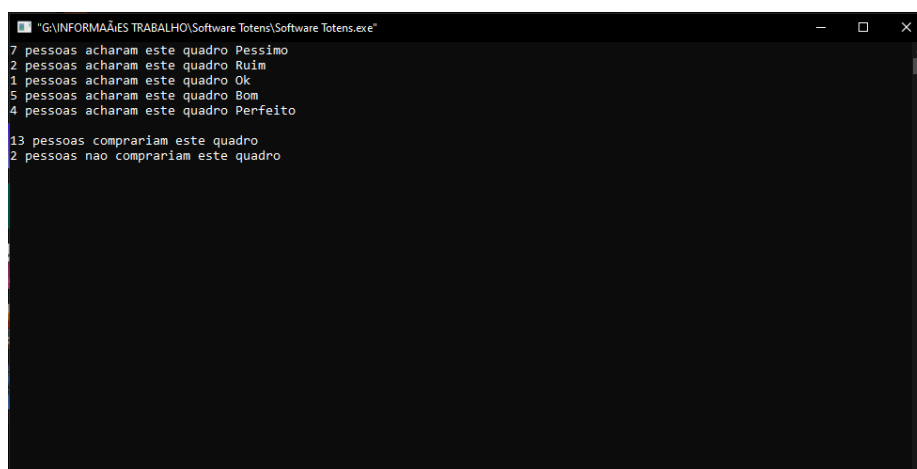 "G:\INFORMAÃ¡ES TRABALHO\Software Totens\Software Totens.exe"
7 pessoas acharam este quadro Pessimo
2 pessoas acharam este quadro Ruim
1 pessoas acharam este quadro Ok
5 pessoas acharam este quadro Bom
4 pessoas acharam este quadro Perfeito
13 pessoas comprariam este quadro
2 pessoas nao comprariam este quadro